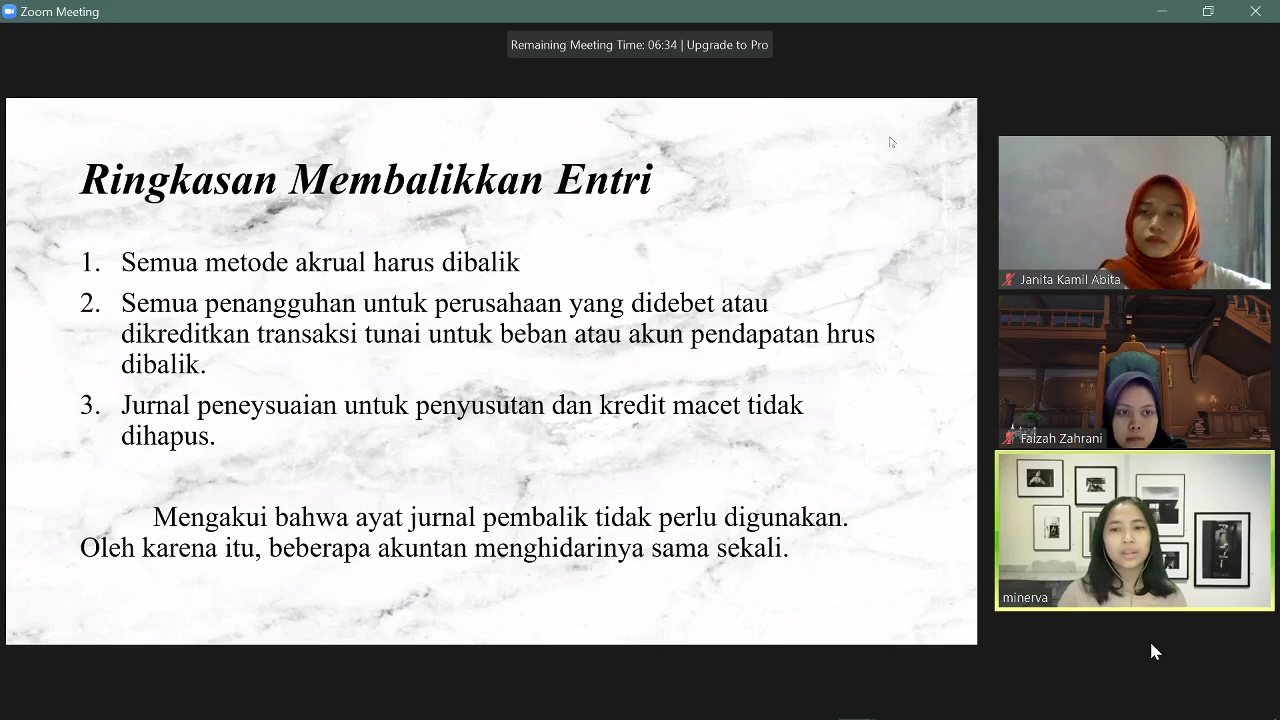 Zoom Meeting
Remaining Meeting Time: 06:34 | Upgrade to Pro
Ringkasan Membalikkan Entri
1. Semua metode akrual harus dibalik
2. Semua penangguhan untuk perusahaan yang didebet atau
dikreditkan transaksi tunai untuk beban atau akun pendapatan hrus
dibalik.
3. Jurnal peneysuaian untuk penyusutan dan kredit macet tidak
dihapus.
Mengakui bahwa ayat jurnal pembalik tidak perlu digunakan.
Oleh karena itu, beberapa akuntan menghidarinya sama sekali.
Janita Kamil Abita
Faizah Zahrani
minerva